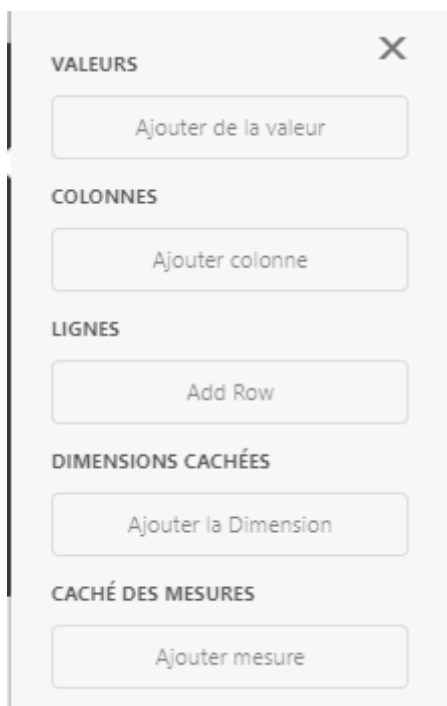 VALEURS
Ajouter de la valeur
COLONNES
Ajouter colonne
LIGNES
Add Row
DIMENSIONS CACHÉES
Ajouter la Dimension
CACHÉ DES MESURES
Ajouter mesure